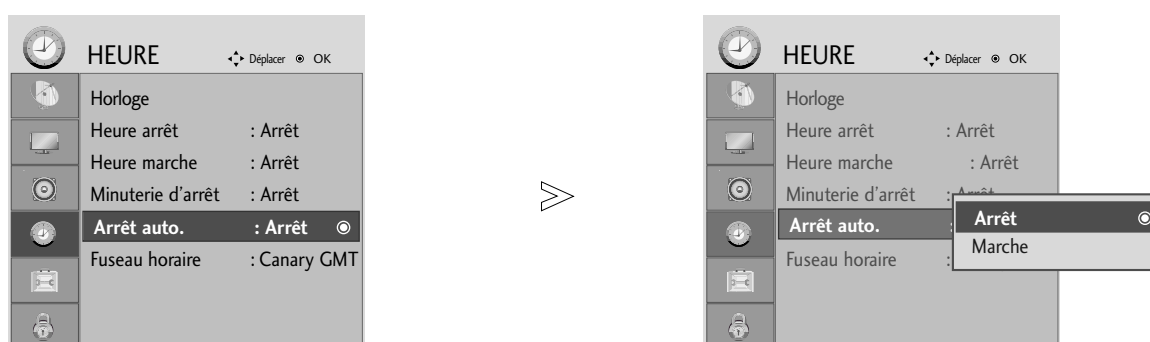 HEURE Déplacer OK
Horloge
Heure arrêt : Arrêt
Heure marche : Arrêt
Minuterie d'arrêt : Arrêt
Arrêt auto. : Arrêt
Fuseau horaire : Canary GMT
HEURE Déplacer OK
Horloge
Heure arrêt : Arrêt
Heure marche : Arrêt
Minuterie d'arrêt : Arrêt
Arrêt auto. :
Fuseau horaire :
Arrêt
Marche